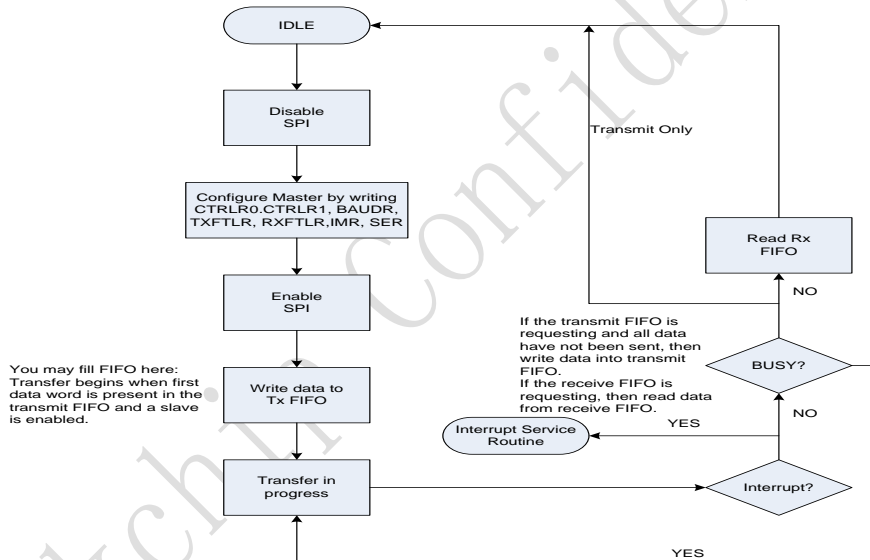 IDLE
Disable
SPI
Transmit Only
Configure Master by writing
CTRLR0.CTRLR1, BAUDR,
TXFTLR, RXFTLR,IMR, SER
Read Rx
FIFO
Enable
SPI
NO
If the transmit FIFO is
requesting and all data
have not been sent, then
write data into transmit
FIFO.
If the receive FIFO is
requesting, then read data
from receive FIFO.
BUSY?
You may fill FIFO here:
Transfer begins when first
data word is present in the
transmit FIFO and a slave
is enabled.
Write data to
Tx FIFO
NO
YES
Interrupt Service
Routine
Transfer in
progress
Interrupt?
YES
kchip Confide